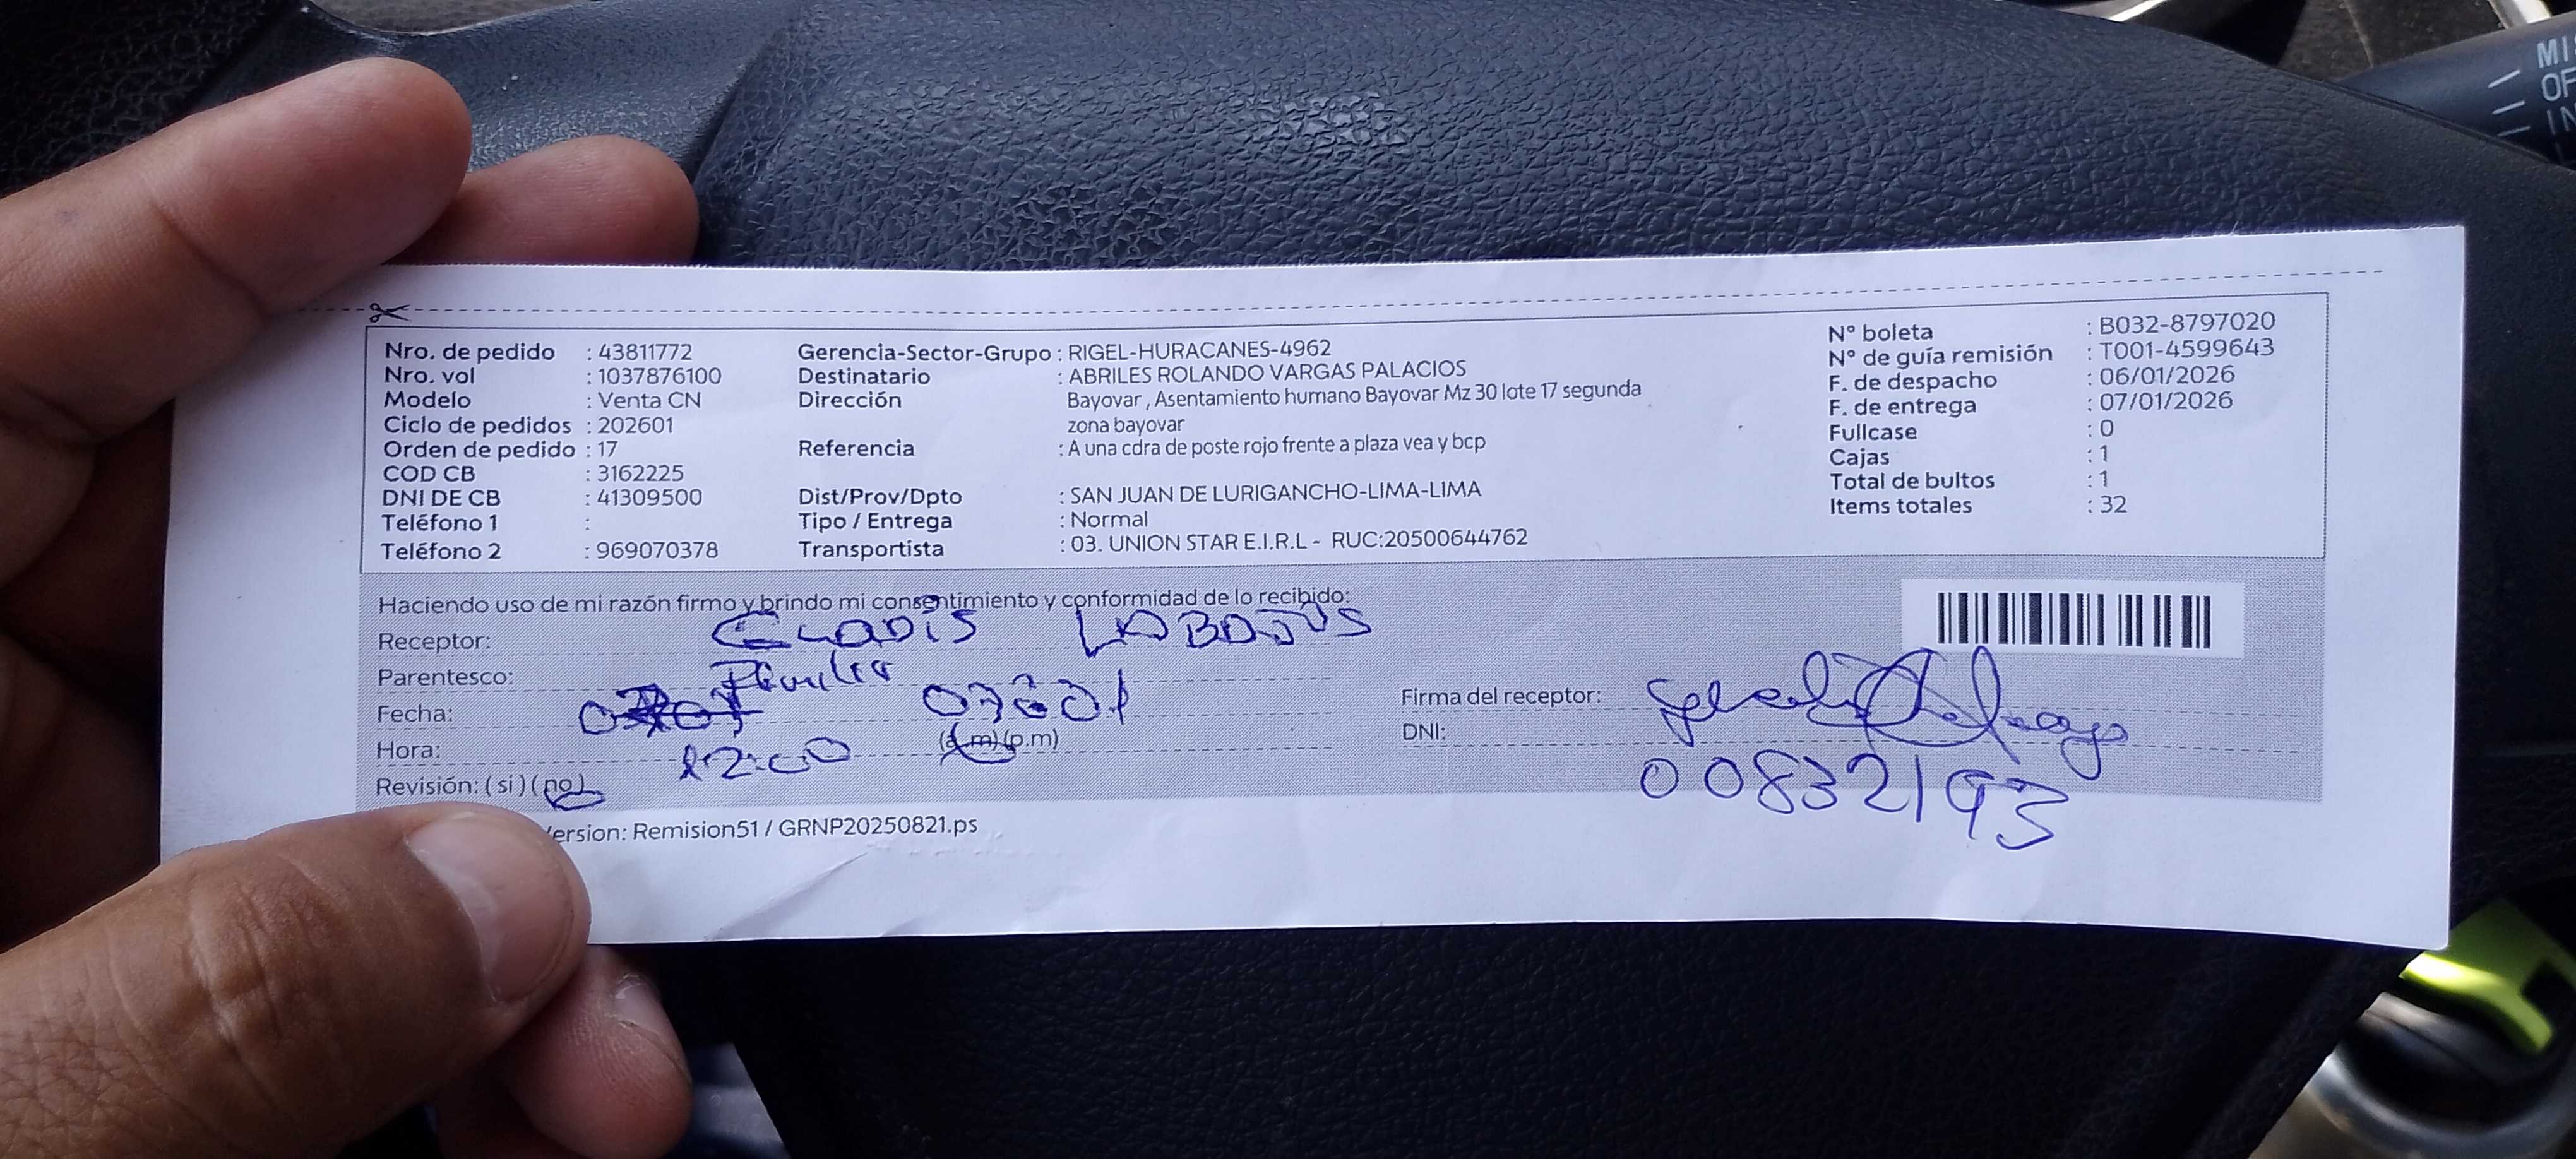 Nro. de pedido : 43811772
Nro. vol : 1037876100
Modelo : Venta CN
Ciclo de pedidos : 202601
Orden de pedido : 17
COD CB : 3162225
DNI DE CB : 41309500
Teléfono 1 :
Teléfono 2 : 969070378
Gerencia-Sector-Grupo : RIGEL-HURACANES-4962
Destinatario : ABRILES ROLANDO VARGAS PALACIOS
Dirección Bayovar , Asentamiento humano Bayovar Mz 30 lote 17 segunda
zona bayovar
Referencia : A una cdra de poste rojo frente a plaza vea y bcp
Dist/Prov/Dpto : SAN JUAN DE LURIGANCHO-LIMA-LIMA
Tipo / Entrega : Normal
Transportista : 03. UNION STAR E.I.R.L - RUC:20500644762
N° boleta : B032-8797020
N° de guía remisión : T001-4599643
F. de despacho : 06/01/2026
F. de entrega : 07/01/2026
Fullcase : 0
Cajas : 1
Total de bultos : 1
Items totales : 32
Haciendo uso de mi razón firmo y brindo mi consentimiento y conformidad de lo recibido:
Receptor: GLADIS
Parentesco:
Fecha:
Hora: 12:00 (a.m) (p.m)
Revisión: ( si ) ( no )
Firma del receptor:
DNI: 00832193
ersion: Remision51 / GRNP20250821.ps
MI
OF
IN